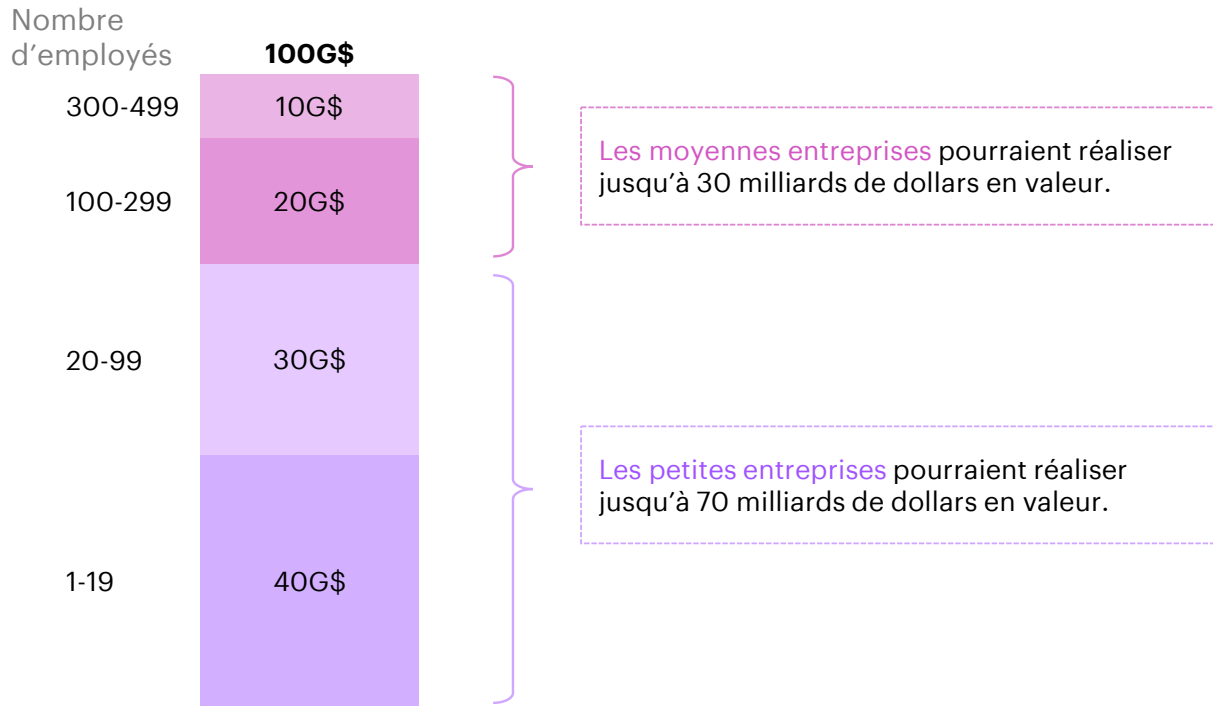 Nombre
d’employés
100G$
300-499
10G$
Les moyennes entreprises pourraient réaliser
jusqu’à 30 milliards de dollars en valeur.
100-299
20G$
20-99
30G$
Les petites entreprises pourraient réaliser
jusqu’à 70 milliards de dollars en valeur.
1-19
40G$